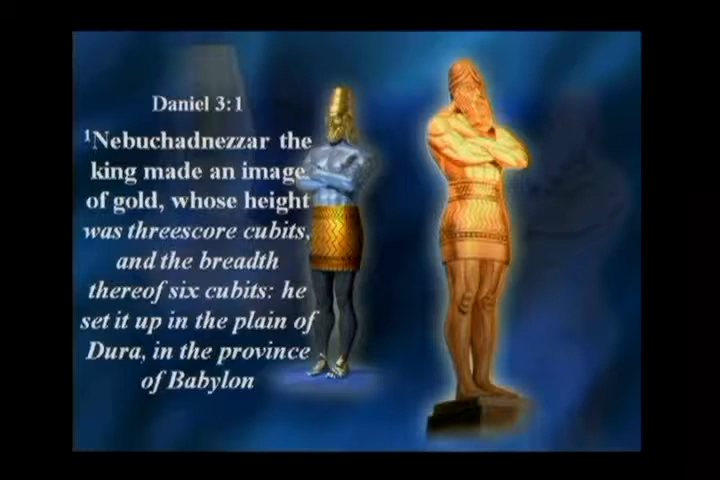 Daniel 3:1
¹Nebuchadnezzar the
king made an image
of gold, whose height
was threescore cubits,
and the breadth
thereof six cubits: he
set it up in the plain of
Dura, in the province
of Babylon